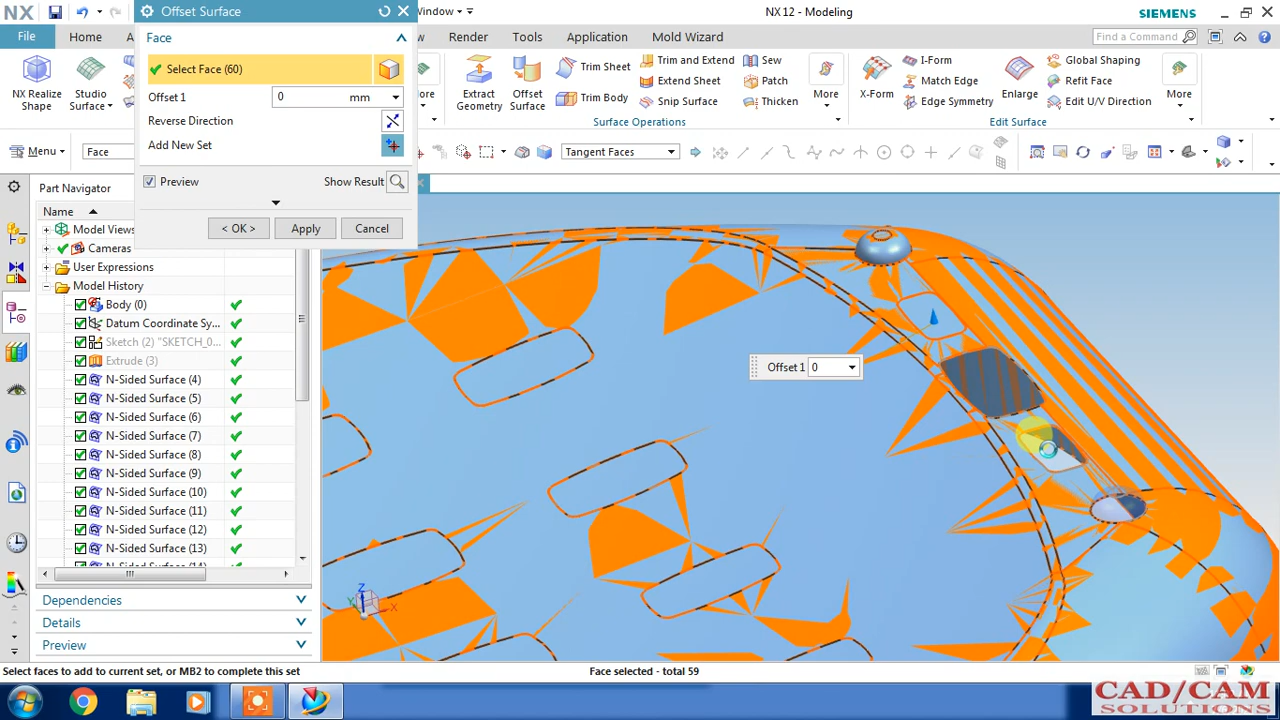 NX
Window
NX 12 - Modeling
SIEMENS
File
Home
Render
Tools
Application
Mold Wizard
Find a Command
NX Realize
Shape
Studio
Surface
More
Extract
Geometry
Offset
Surface
Trim Sheet
Trim Body
Trim and Extend
Extend Sheet
Snip Surface
Sew
Patch
Thicken
More
Surface Operations
X-Form
I-Form
Match Edge
Edge Symmetry
Enlarge
Global Shaping
Refit Face
Edit U/V Direction
More
Edit Surface
Menu
Face
Tangent Faces
Offset Surface
Face
Select Face (60)
Offset 1
0
mm
Reverse Direction
Add New Set
Preview
Show Result
< OK >
Apply
Cancel
Part Navigator
Name
Model Views
Cameras
User Expressions
Model History
Body (0)
Datum Coordinate Sy...
Sketch (2) "SKETCH_0...
Extrude (3)
N-Sided Surface (4)
N-Sided Surface (5)
N-Sided Surface (6)
N-Sided Surface (7)
N-Sided Surface (8)
N-Sided Surface (9)
N-Sided Surface (10)
N-Sided Surface (11)
N-Sided Surface (12)
N-Sided Surface (13)
Dependencies
Details
Preview
Offset 1 0
Z
Y
X
Select faces to add to current set, or MB2 to complete this set
Face selected - total 59
CAD/CAM
SOLUTIONS